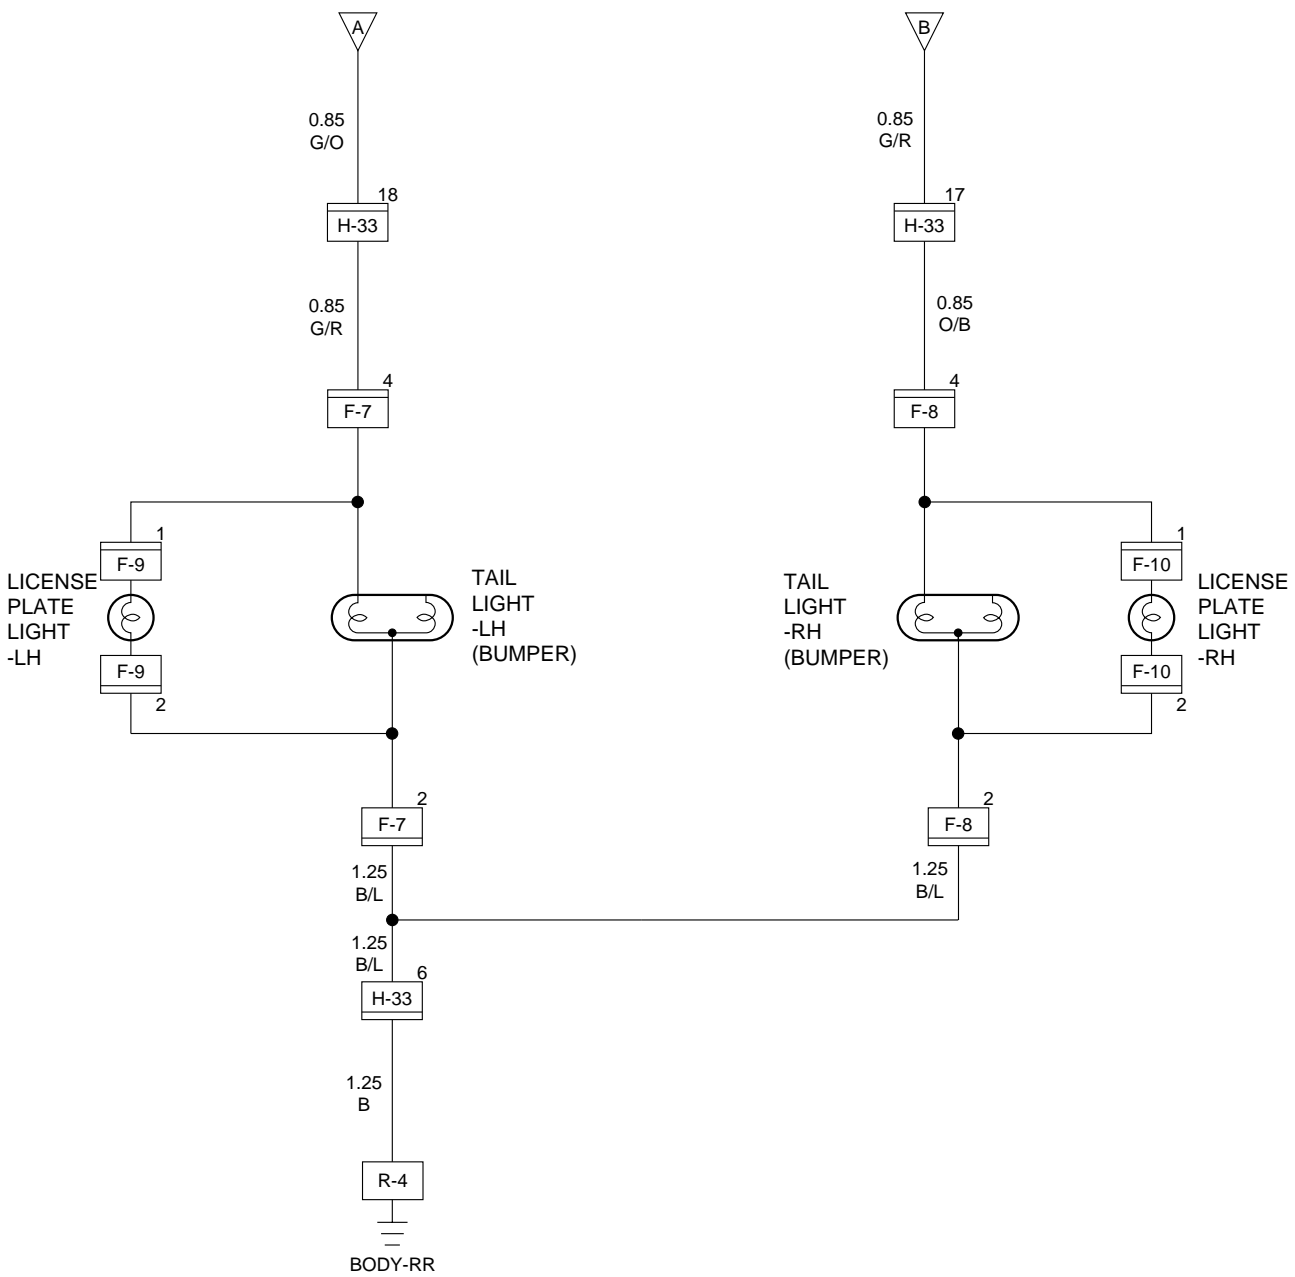 A
B
0.85
G/O
0.85
G/R
18
H-33
17
H-33
0.85
G/R
0.85
O/B
4
F-7
4
F-8
1
F-9
1
F-10
LICENSE
PLATE
LIGHT
-LH
TAIL
LIGHT
-LH
(BUMPER)
TAIL
LIGHT
-RH
(BUMPER)
LICENSE
PLATE
LIGHT
-RH
F-9
2
F-10
2
2
F-7
2
F-8
1.25
B/L
1.25
B/L
1.25
B/L
6
H-33
1.25
B
R-4
BODY-RR